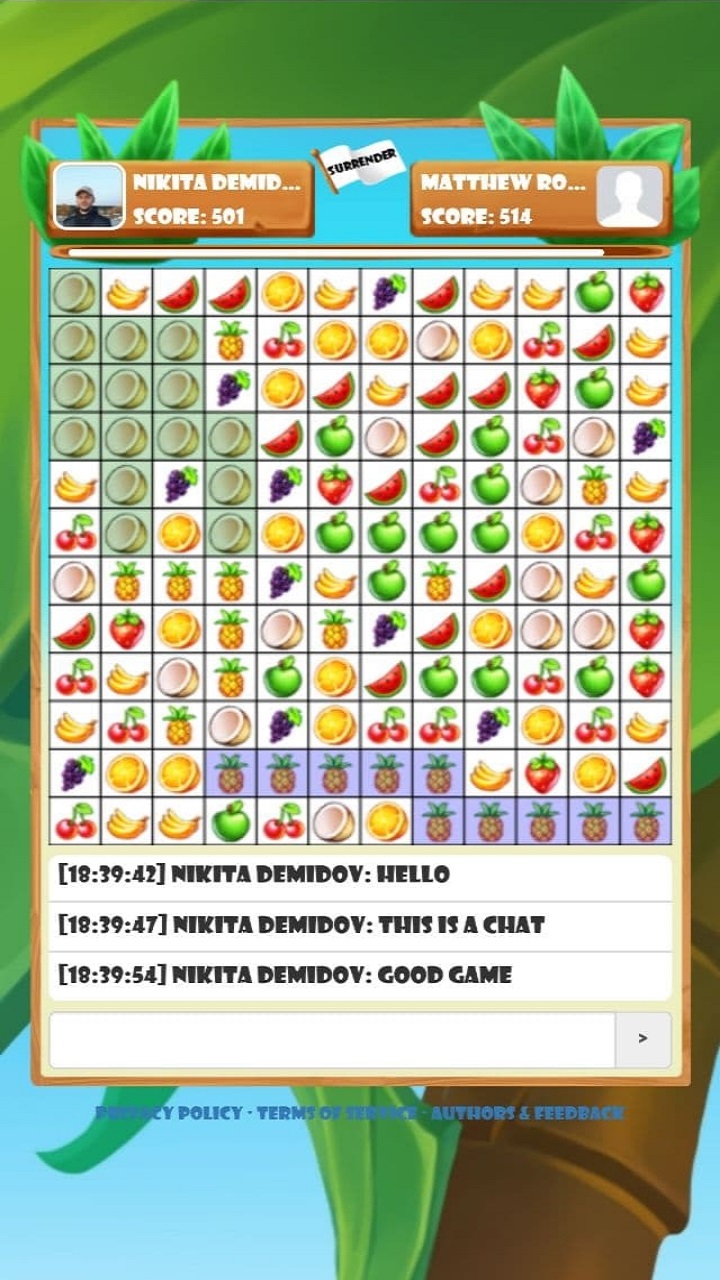 NIKITA DEMID...
SCORE: 501
SURRENDER
MATTHEW RO...
SCORE: 514
[18:39:42] NIKITA DEMIDOV: HELLO
[18:39:47] NIKITA DEMIDOV: THIS IS A CHAT
[18:39:54] NIKITA DEMIDOV: GOOD GAME
>
PRIVACY POLICY · TERMS OF SERVICE · AUTHORS & FEEDBACK